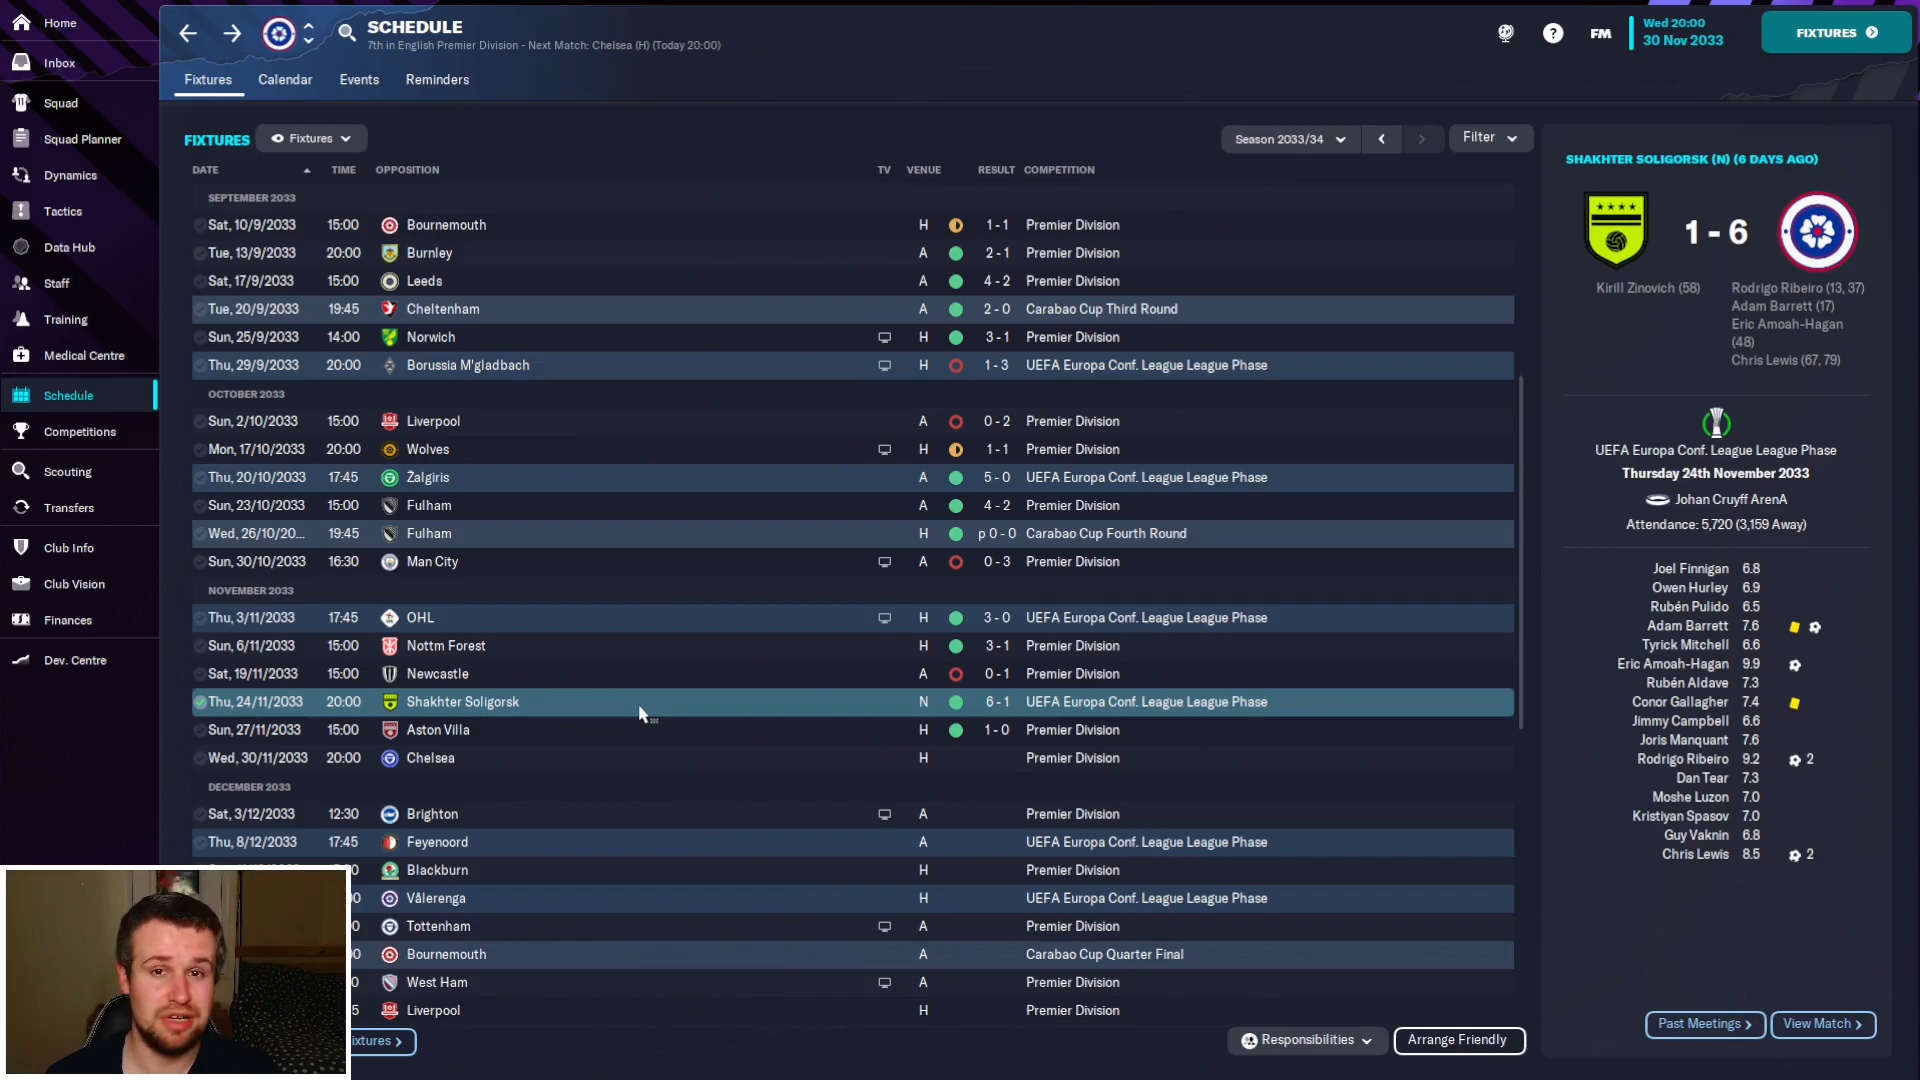 Home
Inbox
Squad
Squad Planner
Dynamics
Tactics
Data Hub
Staff
Training
Medical Centre
Schedule
Competitions
Scouting
Transfers
Club Info
Club Vision
Finances
Dev. Centre
SCHEDULE
7th in English Premier Division - Next Match: Chelsea (H) (Today 20:00)
FM
Wed 20:00
30 Nov 2033
FIXTURES
Fixtures Calendar Events Reminders
FIXTURES Fixtures
Season 2033/34 Filter
DATE TIME OPPOSITION TV VENUE RESULT COMPETITION
SEPTEMBER 2033
Sat, 10/9/2033 15:00 Bournemouth H 1 - 1 Premier Division
Tue, 13/9/2033 20:00 Burnley A 2 - 1 Premier Division
Sat, 17/9/2033 15:00 Leeds A 4 - 2 Premier Division
Tue, 20/9/2033 19:45 Cheltenham A 2 - 0 Carabao Cup Third Round
Sun, 25/9/2033 14:00 Norwich H 3 - 1 Premier Division
Thu, 29/9/2033 20:00 Borussia M'gladbach H 1 - 3 UEFA Europa Conf. League League Phase
OCTOBER 2033
Sun, 2/10/2033 15:00 Liverpool A 0 - 2 Premier Division
Mon, 17/10/2033 20:00 Wolves H 1 - 1 Premier Division
Thu, 20/10/2033 17:45 Žalgiris A 5 - 0 UEFA Europa Conf. League League Phase
Sun, 23/10/2033 15:00 Fulham A 4 - 2 Premier Division
Wed, 26/10/20... 19:45 Fulham H p 0 - 0 Carabao Cup Fourth Round
Sun, 30/10/2033 16:30 Man City A 0 - 3 Premier Division
NOVEMBER 2033
Thu, 3/11/2033 17:45 OHL H 3 - 0 UEFA Europa Conf. League League Phase
Sun, 6/11/2033 15:00 Nottm Forest H 3 - 1 Premier Division
Sat, 19/11/2033 15:00 Newcastle A 0 - 1 Premier Division
Thu, 24/11/2033 20:00 Shakhter Soligorsk N 6 - 1 UEFA Europa Conf. League League Phase
Sun, 27/11/2033 15:00 Aston Villa H 1 - 0 Premier Division
Wed, 30/11/2033 20:00 Chelsea H Premier Division
DECEMBER 2033
Sat, 3/12/2033 12:30 Brighton A Premier Division
Thu, 8/12/2033 17:45 Feyenoord A UEFA Europa Conf. League League Phase
Blackburn H Premier Division
0 Vålerenga H UEFA Europa Conf. League League Phase
0 Tottenham A Premier Division
0 Bournemouth A Carabao Cup Quarter Final
0 West Ham A Premier Division
5 Liverpool H Premier Division
ixtures
Responsibilities Arrange Friendly
SHAKHTER SOLIGORSK (N) (6 DAYS AGO)
1 - 6
Kirill Zinovich (58)
Rodrigo Ribeiro (13, 37)
Adam Barrett (17)
Eric Amoah-Hagan
(48)
Chris Lewis (67, 79)
UEFA Europa Conf. League League Phase
Thursday 24th November 2033
Johan Cruyff ArenA
Attendance: 5,720 (3,159 Away)
Joel Finnigan 6.8
Owen Hurley 6.9
Rubén Pulido 6.5
Adam Barrett 7.6
Tyrick Mitchell 6.6
Eric Amoah-Hagan 9.9
Rubén Aldave 7.3
Conor Gallagher 7.4
Jimmy Campbell 6.6
Joris Manquant 7.6
Rodrigo Ribeiro 9.2 2
Dan Tear 7.3
Moshe Luzon 7.0
Kristiyan Spasov 7.0
Guy Vaknin 6.8
Chris Lewis 8.5 2
Past Meetings View Match